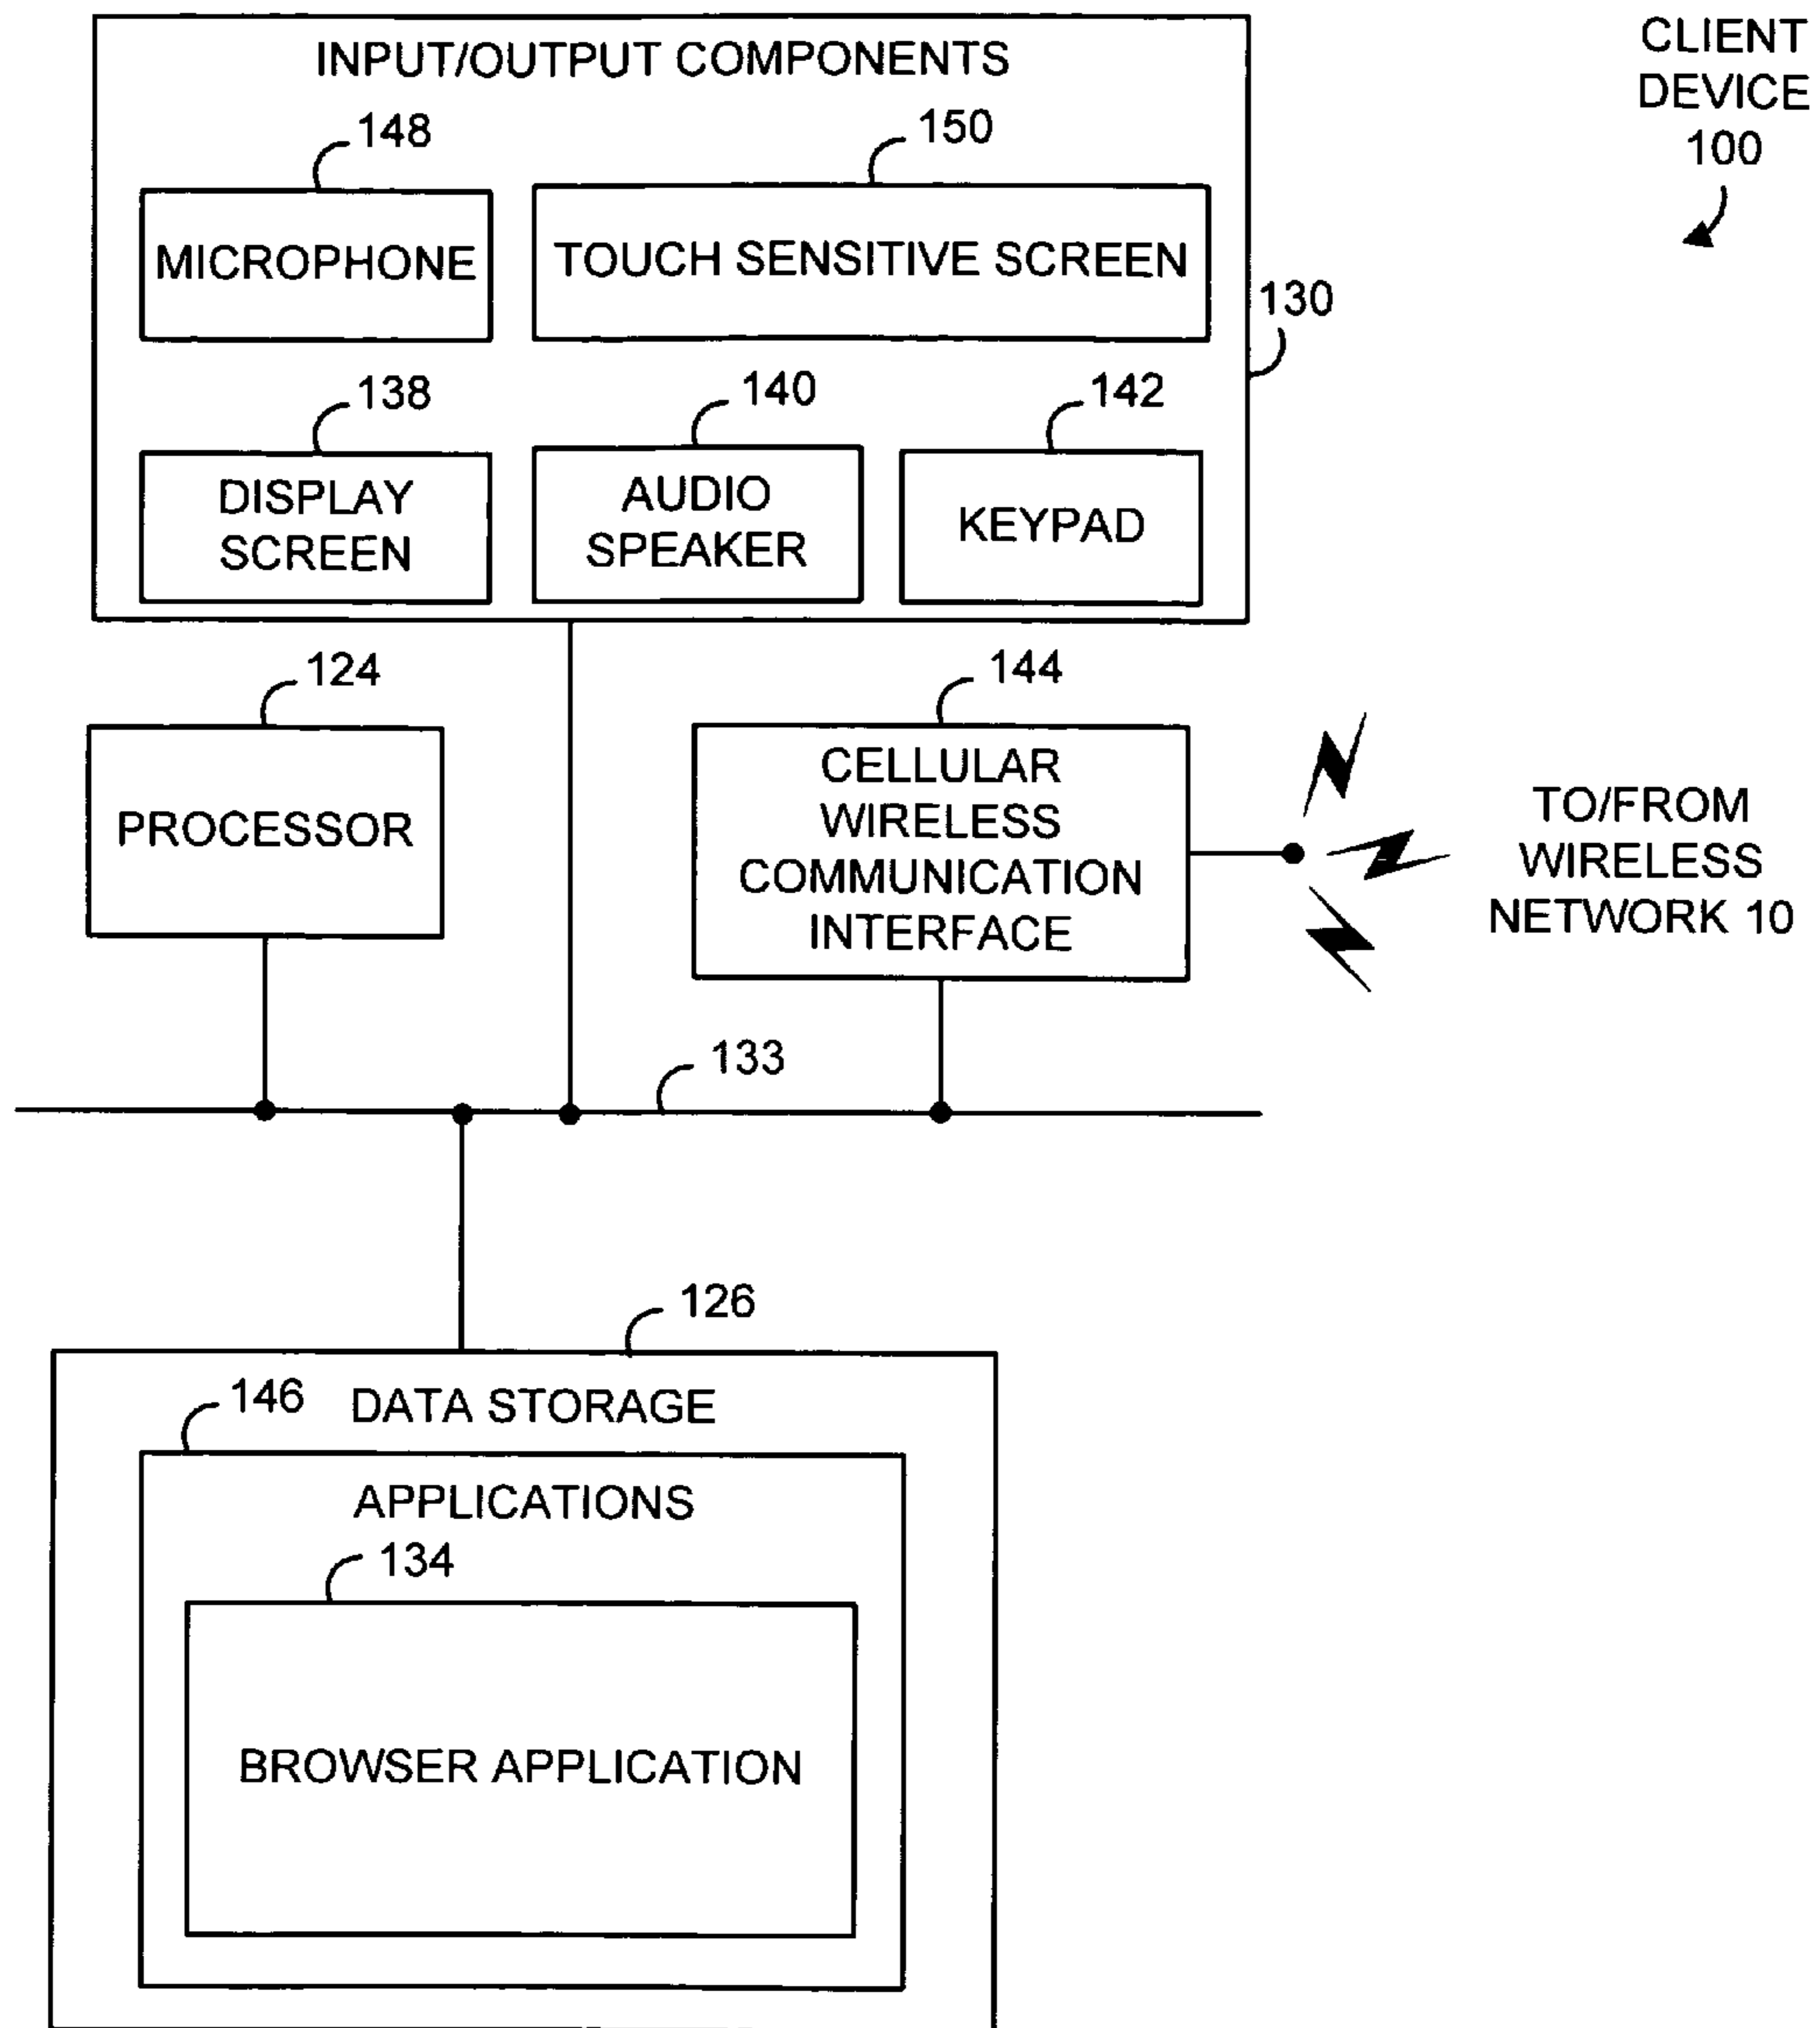 INPUT/OUTPUT COMPONENTS
CLIENT
DEVICE
100
148
150
MICROPHONE
TOUCH SENSITIVE SCREEN
130
138
140
142
DISPLAY
SCREEN
AUDIO
SPEAKER
KEYPAD
124
144
PROCESSOR
CELLULAR
WIRELESS
COMMUNICATION
INTERFACE
TO/FROM
WIRELESS
NETWORK 10
133
126
146
DATA STORAGE
APPLICATIONS
134
BROWSER APPLICATION